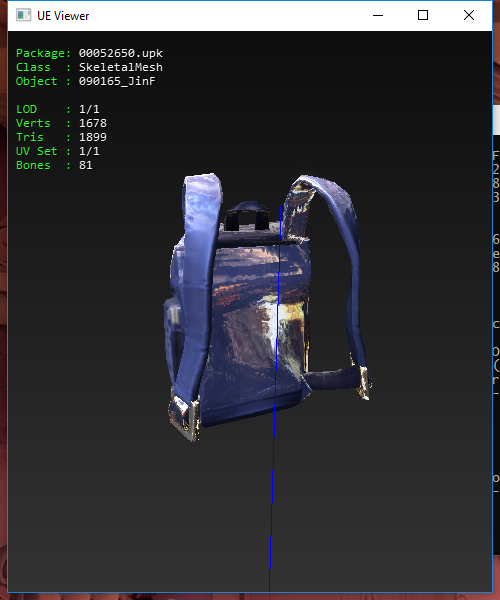 UE Viewer
Package: 00052650.upk
Class : SkeletalMesh
Object : 090165_JinF
LOD : 1/1
Verts : 1678
Tris : 1899
UV Set : 1/1
Bones : 81